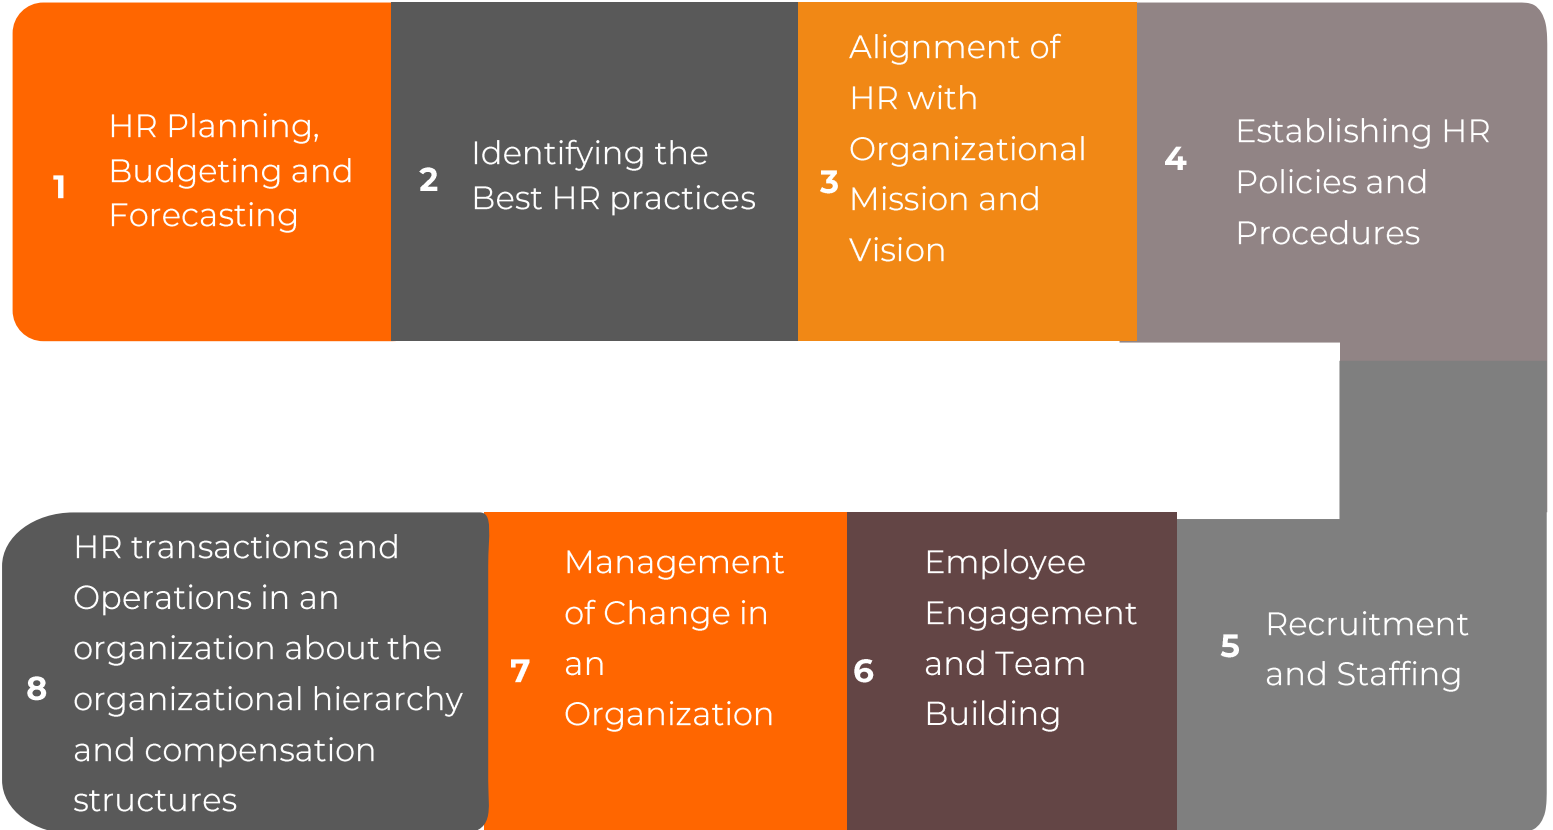 1
HR Planning,
Budgeting and
Forecasting
2
Identifying the
Best HR practices
3
Alignment of
HR with
Organizational
Mission and
Vision
4
Establishing HR
Policies and
Procedures
5
Recruitment
and Staffing
6
Employee
Engagement
and Team
Building
7
Management
of Change in
an
Organization
8
HR transactions and
Operations in an
organization about the
organizational hierarchy
and compensation
structures